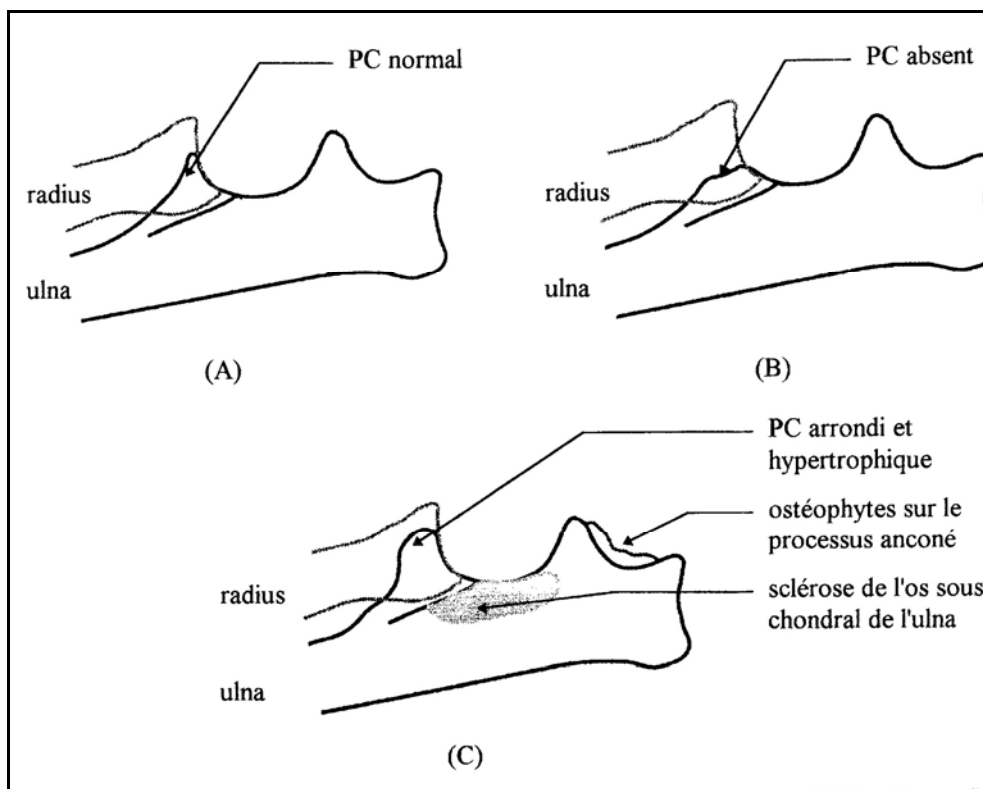 PC normal
PC absent
radius
radius
ulna
ulna
(A)
(B)
PC arrondi et
hypertrophique
ostéophytes sur le
processus anconé
radius
sclérose de l'os sous
chondral de l'ulna
ulna
(C)